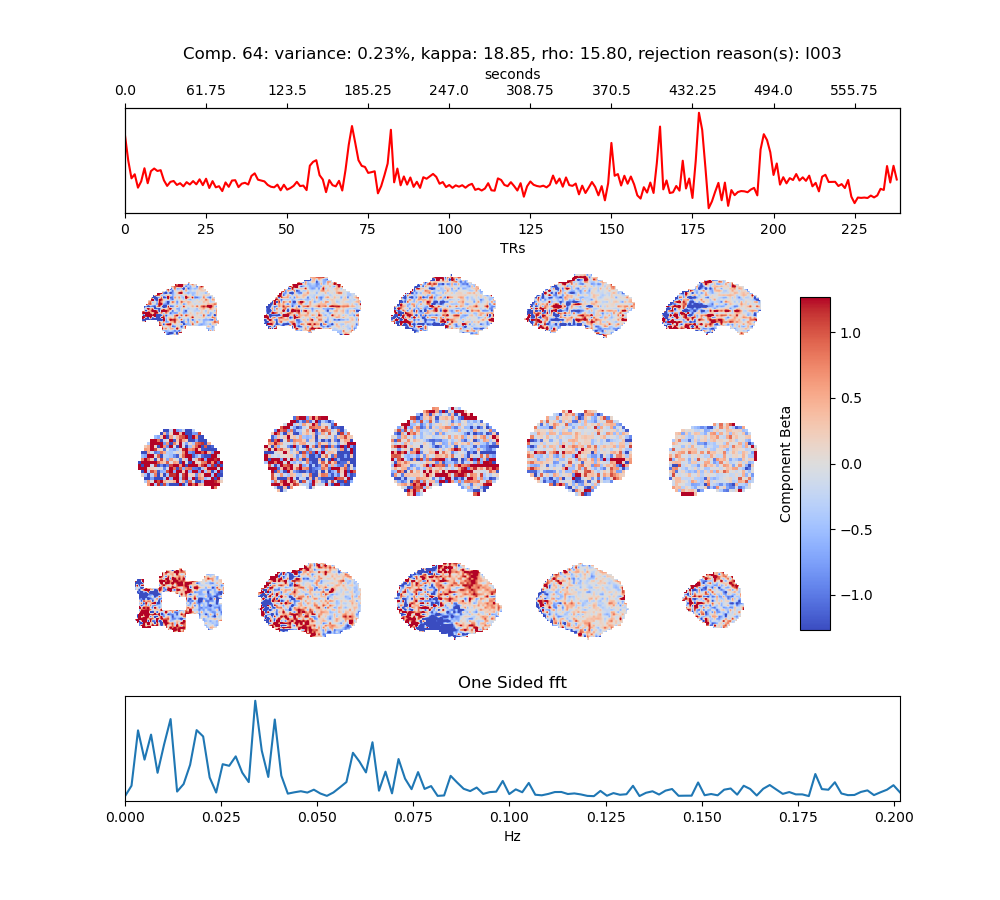 Comp. 64: variance: 0.23%, kappa: 18.85, rho: 15.80, rejection reason(s): I003
seconds
0.0 61.75 123.5 185.25 247.0 308.75 370.5 432.25 494.0 555.75
0 25 50 75 100 125 150 175 200 225
TRs
1.0
0.5
0.0
−0.5
−1.0
Component Beta
One Sided fft
0.000 0.025 0.050 0.075 0.100 0.125 0.150 0.175 0.200
Hz